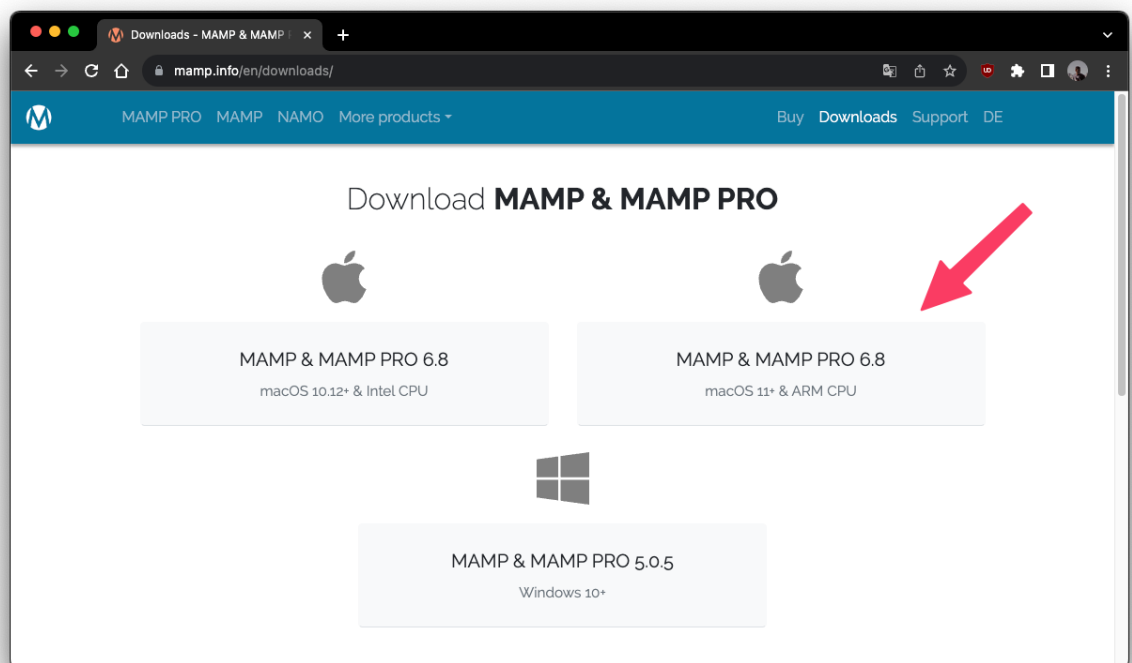 Downloads - MAMP & MAMP
mamp.info/en/downloads/
MAMP PRO MAMP NAMO More products Buy Downloads Support DE
Download MAMP & MAMP PRO
MAMP & MAMP PRO 6.8
macOS 10.12+ & Intel CPU
MAMP & MAMP PRO 6.8
macOS 11+ & ARM CPU
MAMP & MAMP PRO 5.0.5
Windows 10+